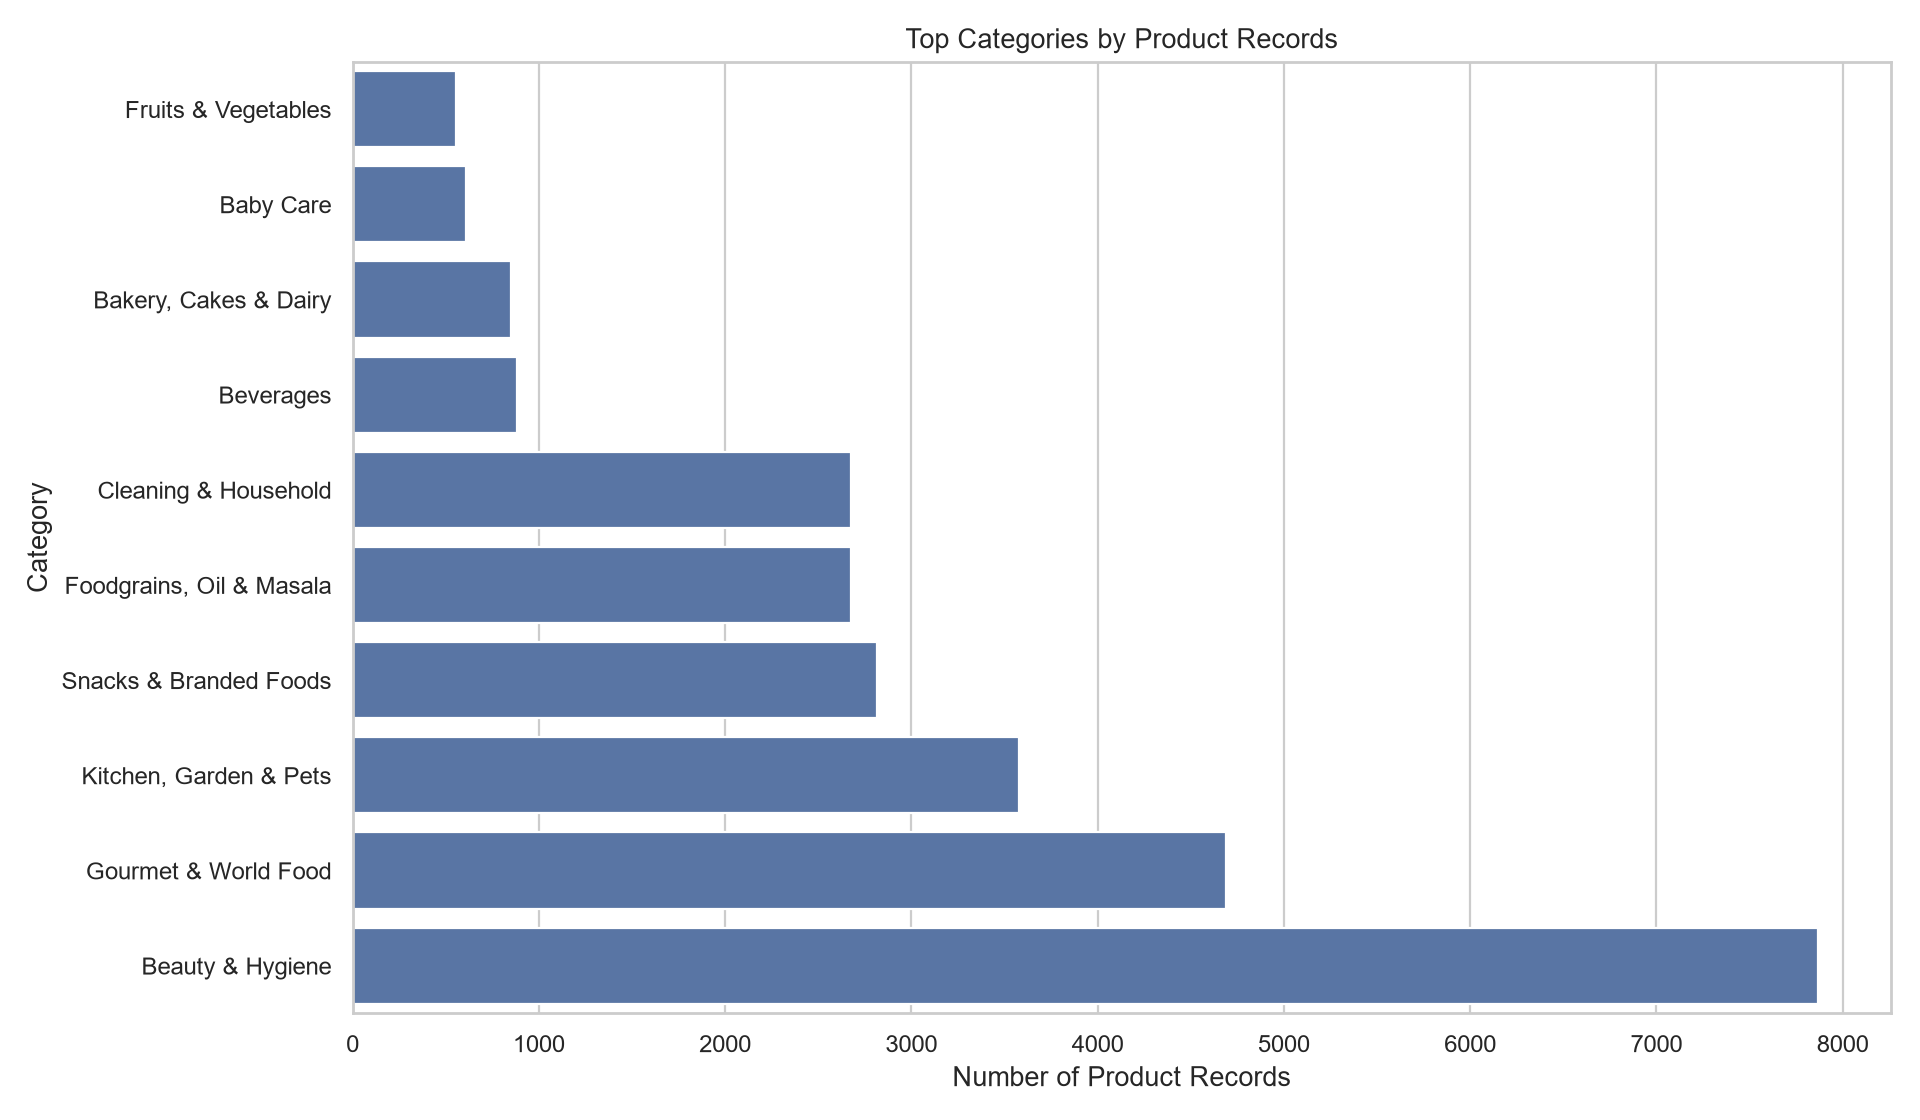 Top Categories by Product Records
Fruits & Vegetables
Baby Care
Bakery, Cakes & Dairy
Beverages
Cleaning & Household
Foodgrains, Oil & Masala
Snacks & Branded Foods
Kitchen, Garden & Pets
Gourmet & World Food
Beauty & Hygiene
Category
0 1000 2000 3000 4000 5000 6000 7000 8000
Number of Product Records